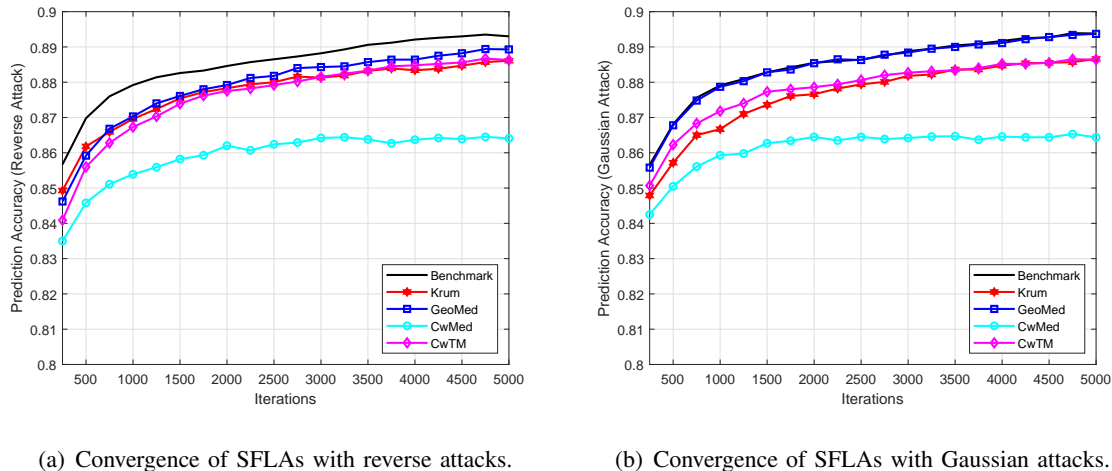 0.9
0.89
0.88
0.87
0.86
0.85
0.84
0.83
0.82
0.81
0.8
Prediction Accuracy (Reverse Attack)
500 1000 1500 2000 2500 3000 3500 4000 4500 5000
Iterations
Benchmark
Krum
GeoMed
CwMed
CwTM
(a) Convergence of SFLAs with reverse attacks.
0.9
0.89
0.88
0.87
0.86
0.85
0.84
0.83
0.82
0.81
0.8
Prediction Accuracy (Gaussian Attack)
500 1000 1500 2000 2500 3000 3500 4000 4500 5000
Iterations
Benchmark
Krum
GeoMed
CwMed
CwTM
(b) Convergence of SFLAs with Gaussian attacks.